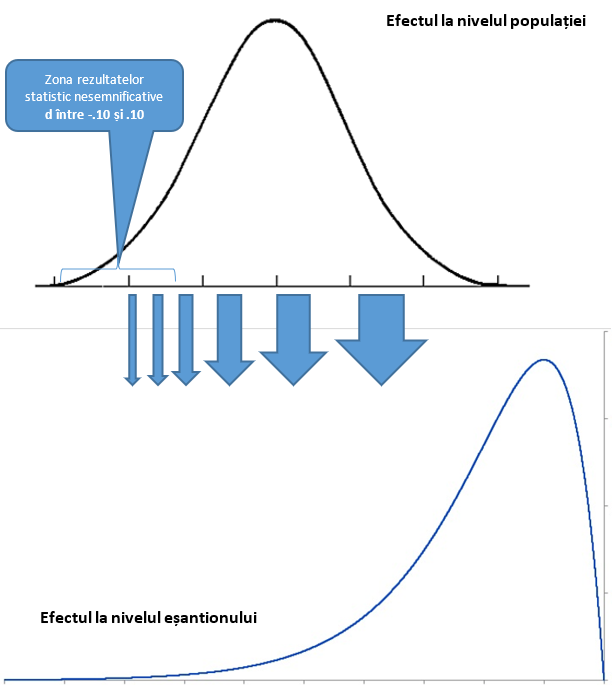 Efectul la nivelul populației
Zona rezultatelor
statistic nesemnificative
d între -.10 și .10
Efectul la nivelul eșantionului